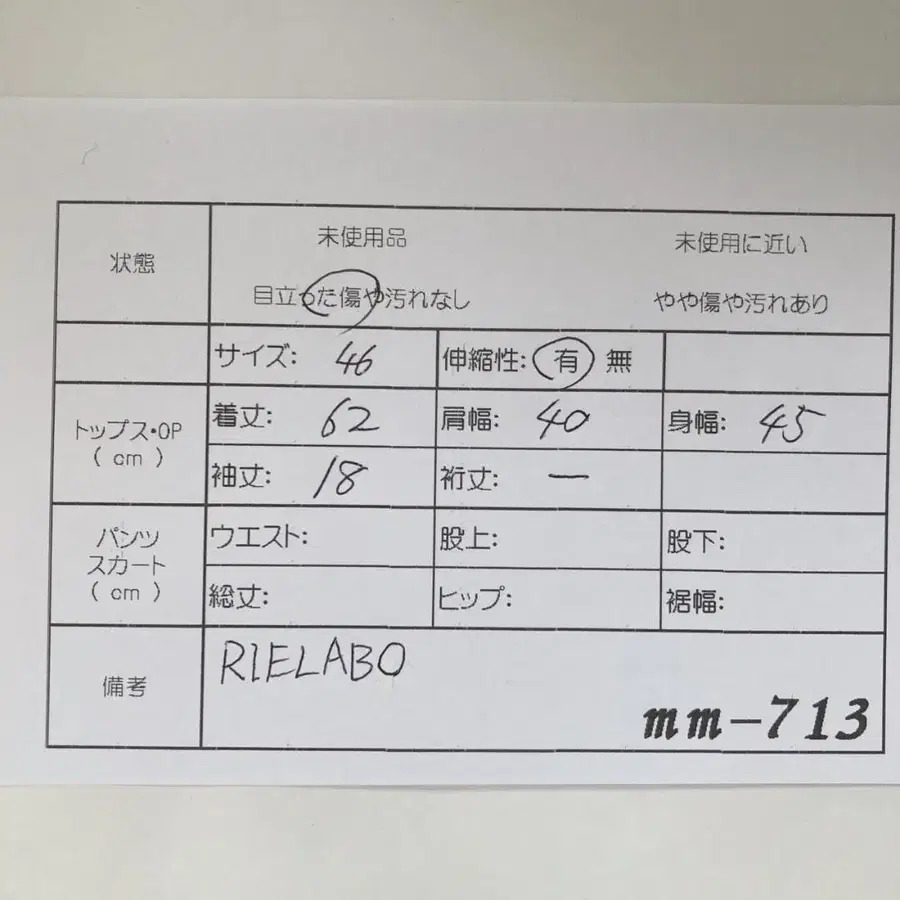 状態
未使用品 未使用に近い
目立った傷や汚れなし やや傷や汚れあり
サイズ: 46 伸縮性: 有 無
トップス・OP
( cm )
着丈: 62 肩幅: 40 身幅: 45
袖丈: 18 裄丈: ー
パンツ
スカート
( cm )
ウエスト: 股上: 股下:
総丈: ヒップ: 裾幅:
備考
RIELABO
mm-713